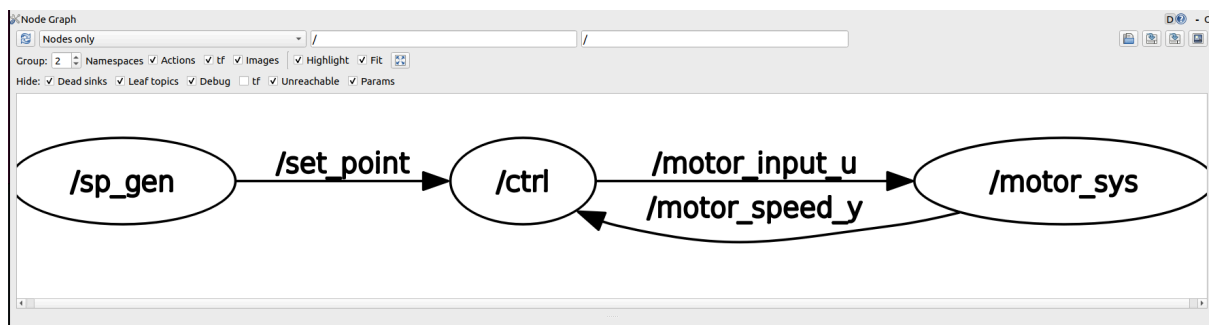 Node Graph
D - O
Nodes only / /
Group: 2 Namespaces Actions tf Images Highlight Fit
Hide: Dead sinks Leaf topics Debug tf Unreachable Params
/sp_gen /set_point /ctrl /motor_input_u /motor_sys
/motor_speed_y